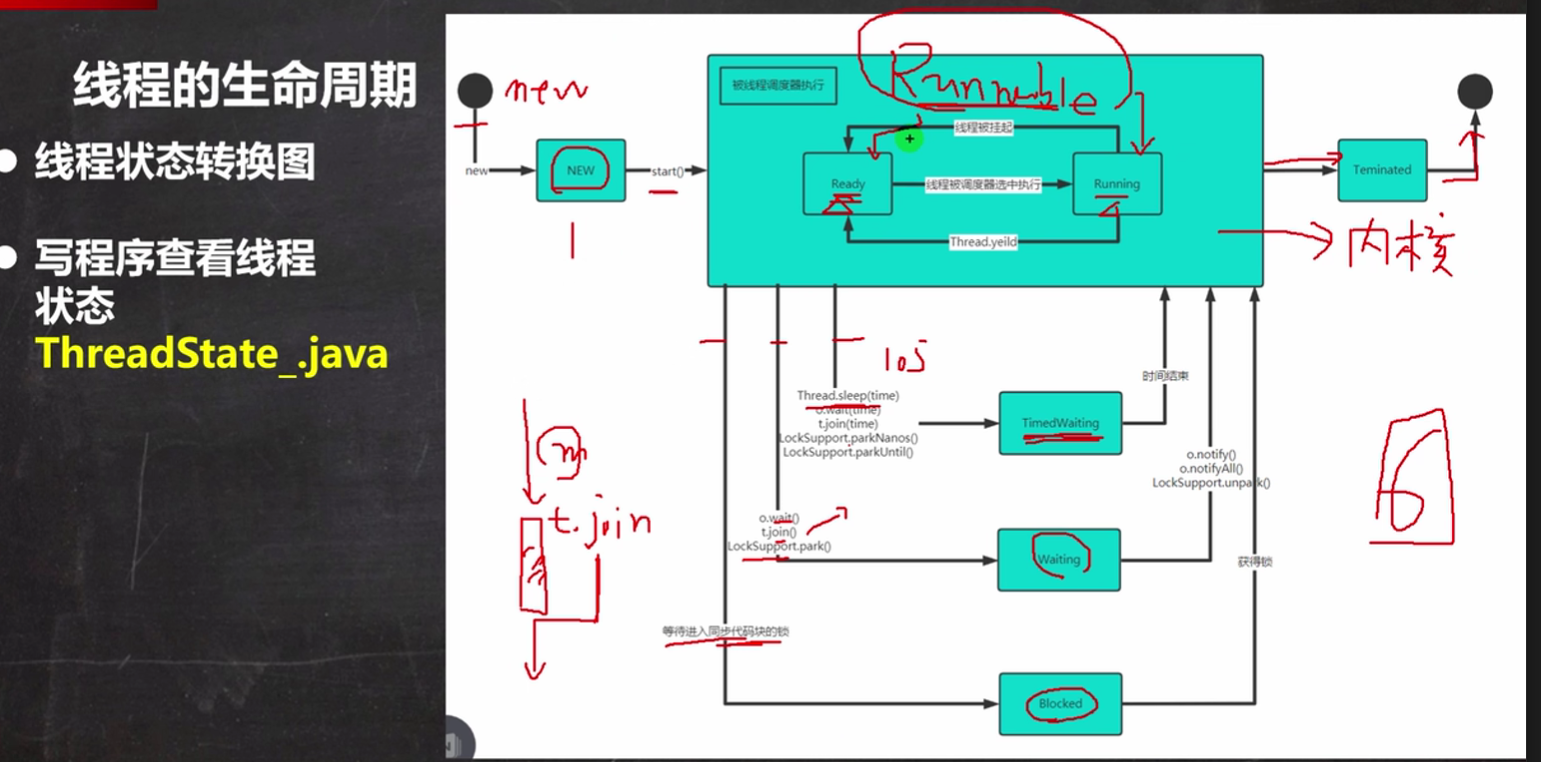 线程的生命周期
线程状态转换图
写程序查看线程
状态
ThreadState_.java
new
new
NEW
start()
1
被线程调度器执行
Runnable
线程被挂起
Ready
线程被调度器选中执行
Running
Thread.yeild
Teminated
内核
10s
Thread.sleep(time)
o.wait(time)
t.join(time)
LockSupport.parkNanos()
LockSupport.parkUntil()
TimedWaiting
时间结束
o.notify()
o.notifyAll()
LockSupport.unpark()
6
t.join
o.wait()
t.join()
LockSupport.park()
Waiting
获得锁
等待进入同步代码块的锁
Blocked